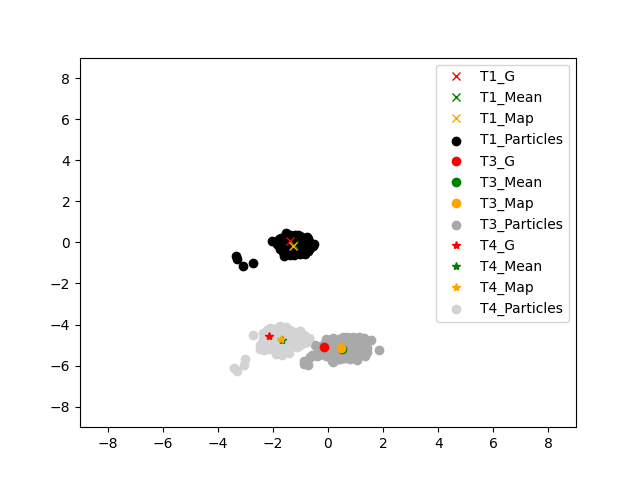 8
6
4
2
0
−2
−4
−6
−8
−8 −6 −4 −2 0 2 4 6 8
T1_G
T1_Mean
T1_Map
T1_Particles
T3_G
T3_Mean
T3_Map
T3_Particles
T4_G
T4_Mean
T4_Map
T4_Particles